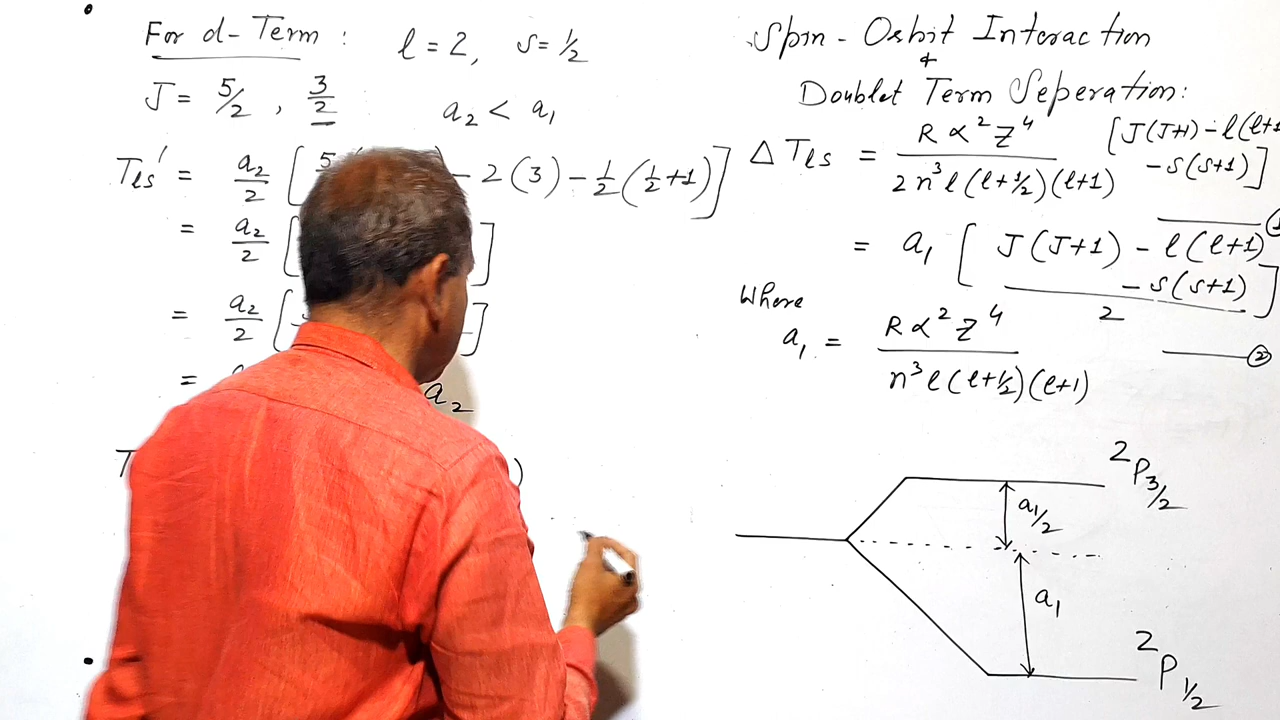 For d-Term : l = 2, s = 1/2
J = 5/2 , 3/2 a₂ < a₁
Tls' = a₂/2 [ 5 - 2(3) - 1/2(1/2+1)]
= a₂/2 [ ]
= a₂/2 [ ]
= a₂
T )
Spin-Orbit Interaction
&
Doublet Term Seperation:
ΔTls = Rα²Z⁴ / 2n³l(l+1/2)(l+1) [J(J+1) - l(l+1
- s(s+1)]
1
= a₁ [J(J+1) - l(l+1)
- s(s+1)]
2
Where
a₁ = Rα²Z⁴ / n³l(l+1/2)(l+1) ②
²P3/2
a₁/2
a₁
²P1/2